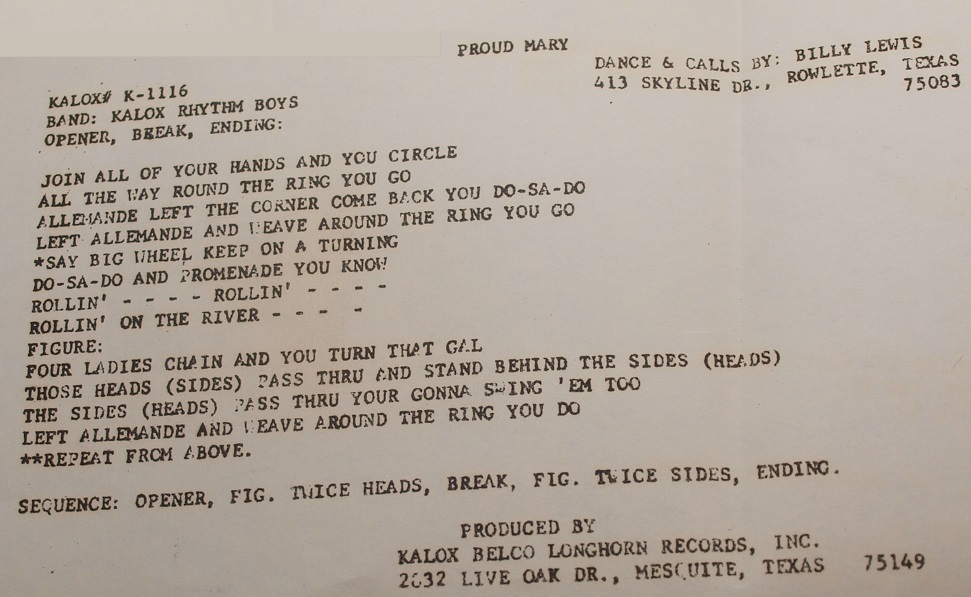 PROUD MARY
DANCE & CALLS BY: BILLY LEWIS
413 SKYLINE DR., ROWLETTE, TEXAS
75083
KALOX# K-1116
BAND: KALOX RHYTHM BOYS
OPENER, BREAK, ENDING:
JOIN ALL OF YOUR HANDS AND YOU CIRCLE
ALL THE WAY ROUND THE RING YOU GO
ALLEMANDE LEFT THE CORNER COME BACK YOU DO-SA-DO
LEFT ALLEMANDE AND WEAVE AROUND THE RING YOU GO
*SAY BIG WHEEL KEEP ON A TURNING
DO-SA-DO AND PROMENADE YOU KNOW
ROLLIN' - - - - ROLLIN' - - - -
ROLLIN' ON THE RIVER - - - -
FIGURE:
FOUR LADIES CHAIN AND YOU TURN THAT GAL
THOSE HEADS (SIDES) PASS THRU AND STAND BEHIND THE SIDES (HEADS)
THE SIDES (HEADS) PASS THRU YOUR GONNA SWING 'EM TOO
LEFT ALLEMANDE AND WEAVE AROUND THE RING YOU DO
**REPEAT FROM ABOVE.
SEQUENCE: OPENER, FIG. TWICE HEADS, BREAK, FIG. TWICE SIDES, ENDING.
PRODUCED BY
KALOX BELCO LONGHORN RECORDS, INC.
LIVE OAK DR., MESQUITE, TEXAS 75149